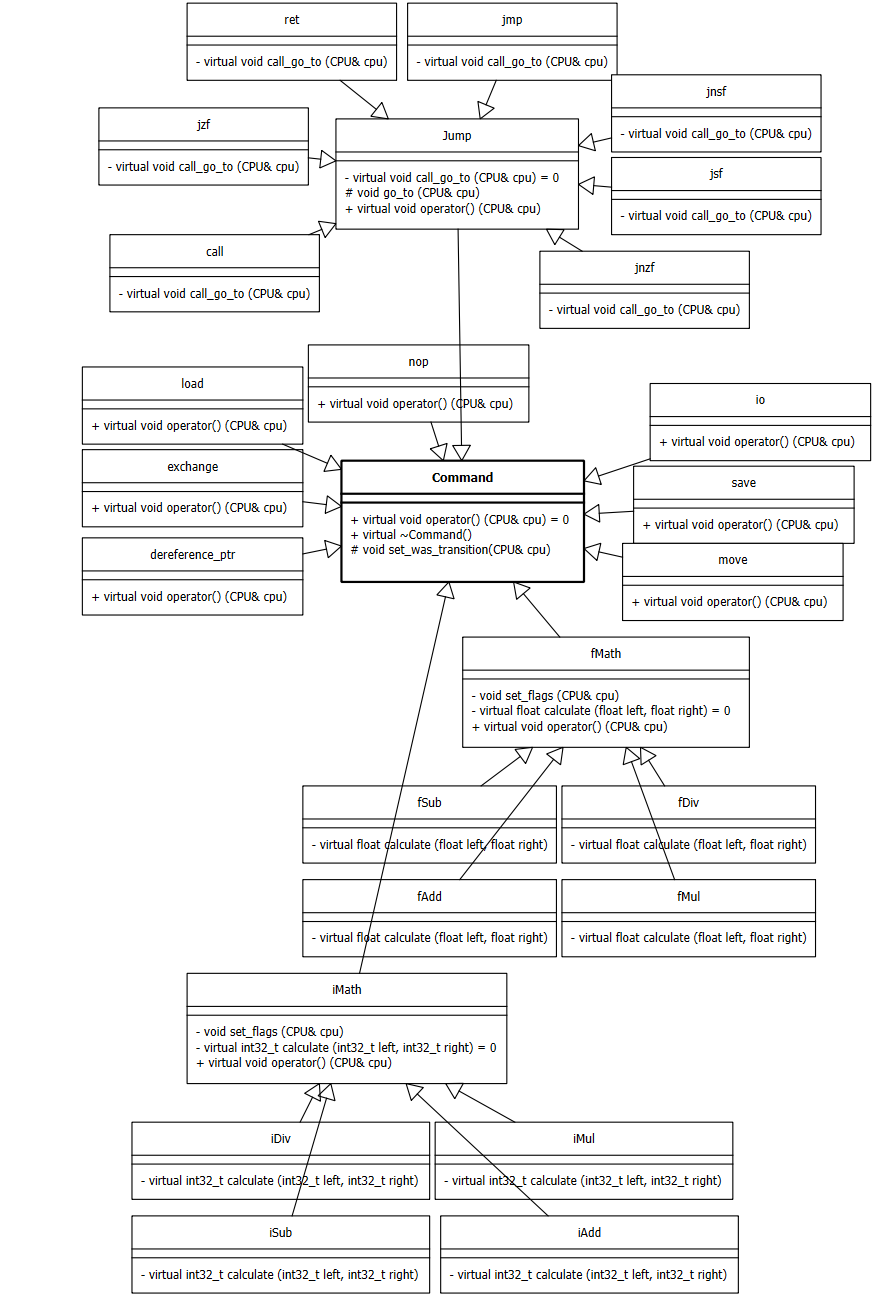 ret
- virtual void call_go_to (CPU& cpu)
jmp
- virtual void call_go_to (CPU& cpu)
jnsf
- virtual void call_go_to (CPU& cpu)
jzf
- virtual void call_go_to (CPU& cpu)
Jump
- virtual void call_go_to (CPU& cpu) = 0
# void go_to (CPU& cpu)
+ virtual void operator() (CPU& cpu)
jsf
- virtual void call_go_to (CPU& cpu)
call
- virtual void call_go_to (CPU& cpu)
jnzf
- virtual void call_go_to (CPU& cpu)
nop
+ virtual void operator() (CPU& cpu)
load
+ virtual void operator() (CPU& cpu)
io
+ virtual void operator() (CPU& cpu)
exchange
+ virtual void operator() (CPU& cpu)
Command
+ virtual void operator() (CPU& cpu) = 0
+ virtual ~Command()
# void set_was_transition(CPU& cpu)
save
+ virtual void operator() (CPU& cpu)
dereference_ptr
+ virtual void operator() (CPU& cpu)
move
+ virtual void operator() (CPU& cpu)
fMath
- void set_flags (CPU& cpu)
- virtual float calculate (float left, float right) = 0
+ virtual void operator() (CPU& cpu)
fSub
- virtual float calculate (float left, float right)
fDiv
- virtual float calculate (float left, float right)
fAdd
- virtual float calculate (float left, float right)
fMul
- virtual float calculate (float left, float right)
iMath
- void set_flags (CPU& cpu)
- virtual int32_t calculate (int32_t left, int32_t right) = 0
+ virtual void operator() (CPU& cpu)
iDiv
- virtual int32_t calculate (int32_t left, int32_t right)
iMul
- virtual int32_t calculate (int32_t left, int32_t right)
iSub
- virtual int32_t calculate (int32_t left, int32_t right)
iAdd
- virtual int32_t calculate (int32_t left, int32_t right)